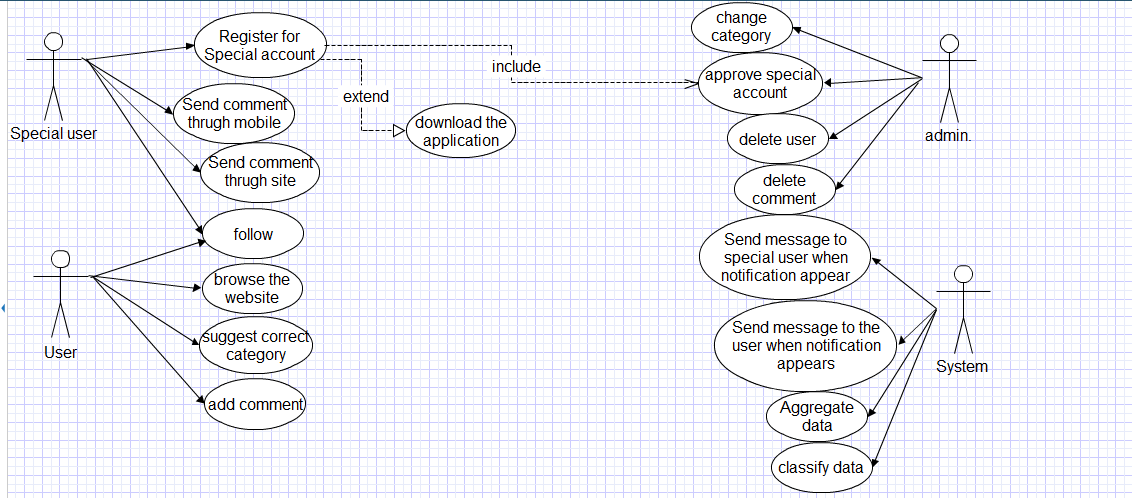 Register for
Special account
Special user
Send comment
thrugh mobile
Send comment
thrugh site
follow
User
browse the
website
suggest correct
category
add comment
extend
include
download the
application
change
category
approve special
account
delete user
delete
comment
admin.
Send message to
special user when
notification appear
Send message to the
user when notification
appears
Aggregate
data
classify data
System